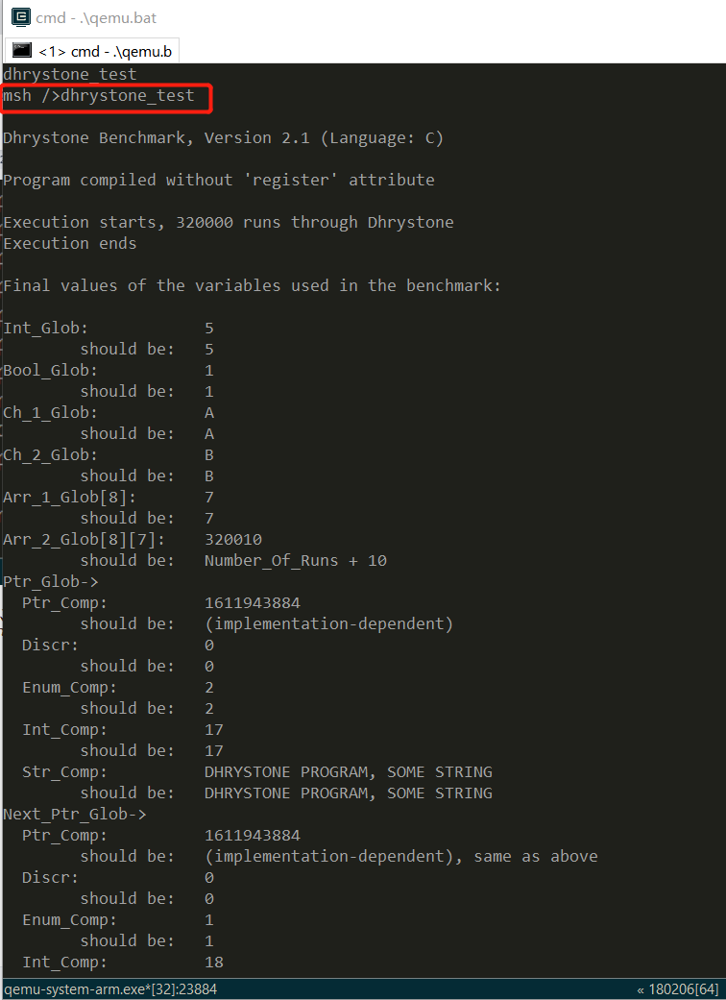 cmd - .\qemu.bat
<1> cmd - .\qemu.b
dhrystone_test
msh />dhrystone_test
Dhrystone Benchmark, Version 2.1 (Language: C)
Program compiled without 'register' attribute
Execution starts, 320000 runs through Dhrystone
Execution ends
Final values of the variables used in the benchmark:
Int_Glob:            5
        should be:   5
Bool_Glob:           1
        should be:   1
Ch_1_Glob:           A
        should be:   A
Ch_2_Glob:           B
        should be:   B
Arr_1_Glob[8]:       7
        should be:   7
Arr_2_Glob[8][7]:    320010
        should be:   Number_Of_Runs + 10
Ptr_Glob->
  Ptr_Comp:          1611943884
        should be:   (implementation-dependent)
  Discr:             0
        should be:   0
  Enum_Comp:         2
        should be:   2
  Int_Comp:          17
        should be:   17
  Str_Comp:          DHRYSTONE PROGRAM, SOME STRING
        should be:   DHRYSTONE PROGRAM, SOME STRING
Next_Ptr_Glob->
  Ptr_Comp:          1611943884
        should be:   (implementation-dependent), same as above
  Discr:             0
        should be:   0
  Enum_Comp:         1
        should be:   1
  Int_Comp:          18
qemu-system-arm.exe*[32]:23884 « 180206[64]